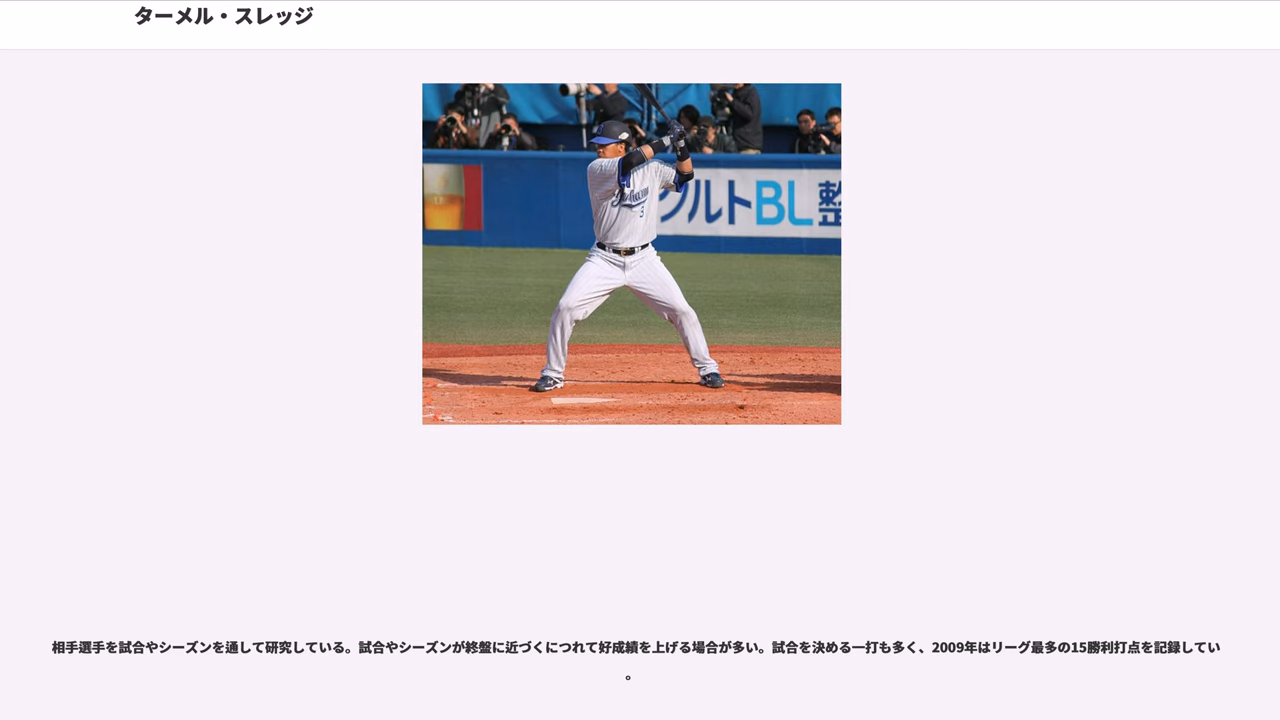 ターメル・スレッジ
クルトBL整
相手選手を試合やシーズンを通して研究している。試合やシーズンが終盤に近づくにつれて好成績を上げる場合が多い。試合を決める一打も多く、2009年はリーグ最多の15勝利打点を記録してい
。